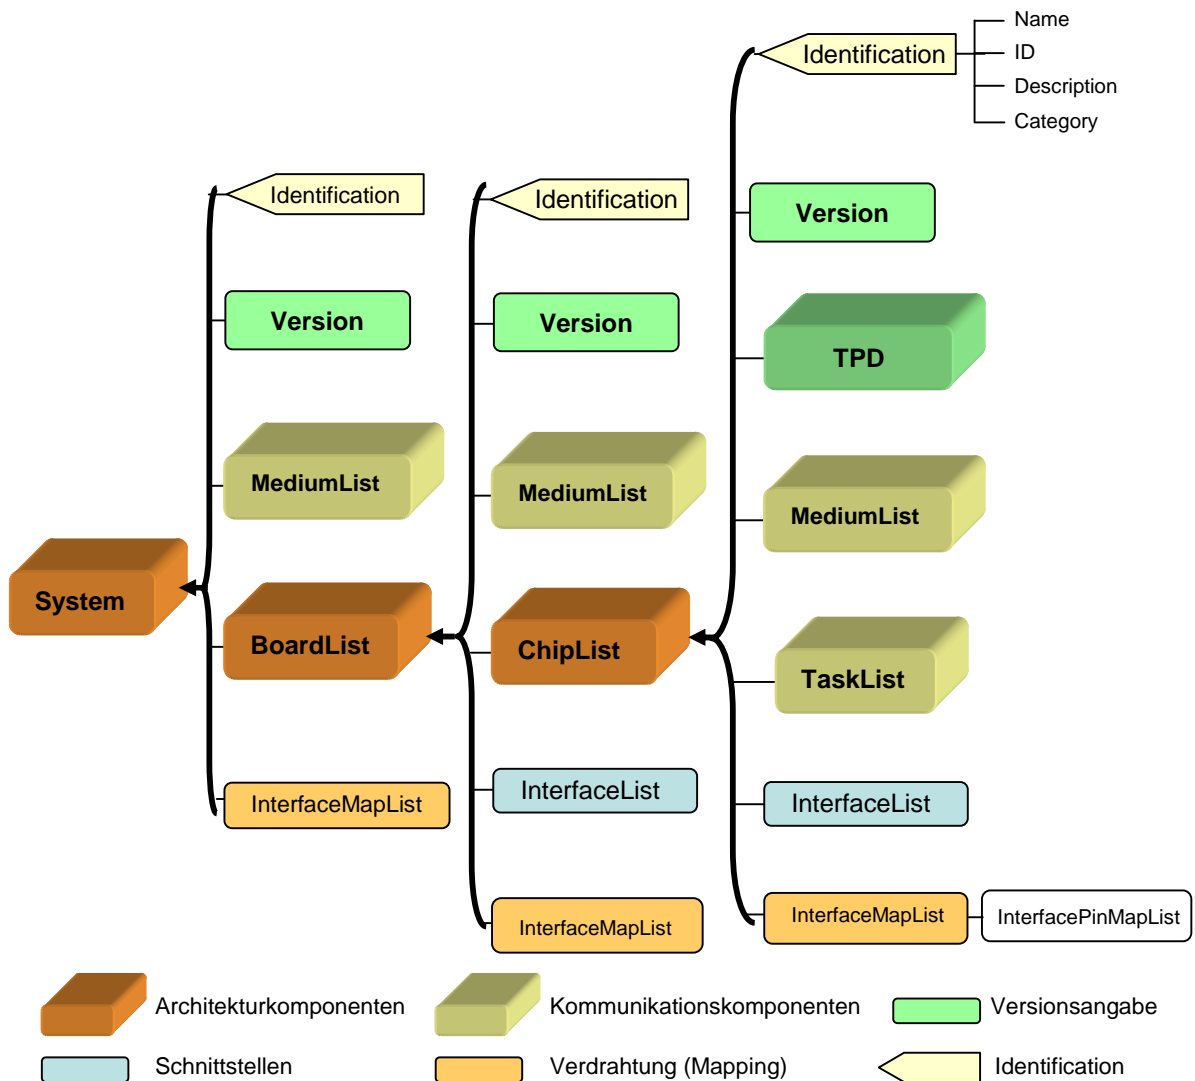 Name
Identification
ID
Description
Category
Identification
Identification
Version
Version
Version
TPD
MediumList
MediumList
MediumList
System
BoardList
ChipList
TaskList
InterfaceMapList
InterfaceList
InterfaceList
InterfaceMapList
InterfaceMapList
InterfacePinMapList
Architekturkomponenten
Kommunikationskomponenten
Versionsangabe
Schnittstellen
Verdrahtung (Mapping)
Identification